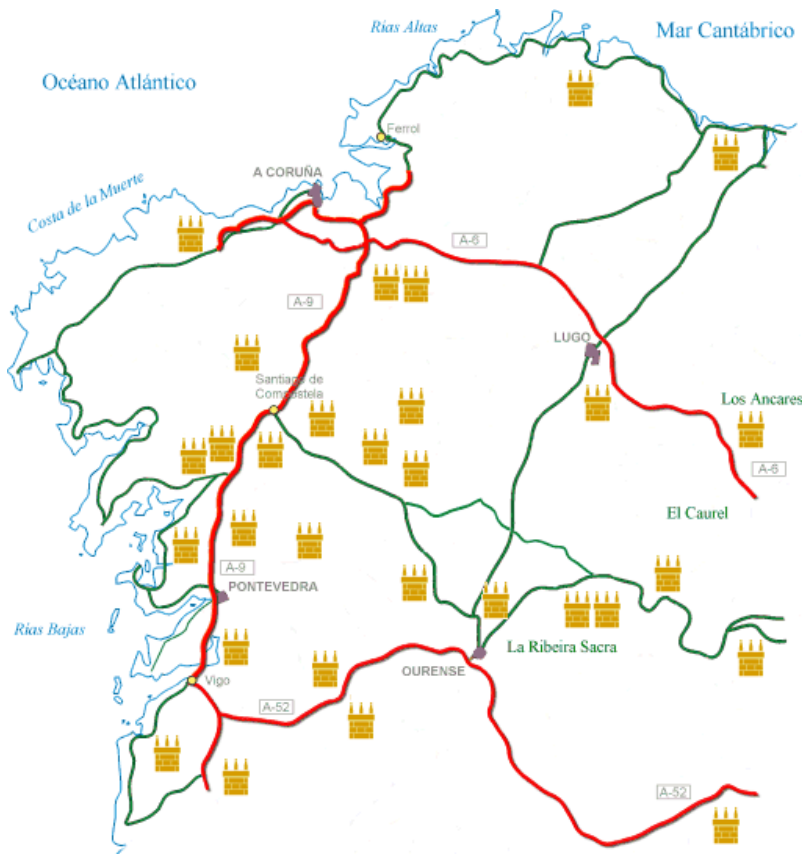 Rías Altas
Mar Cantábrico
Océano Atlántico
Ferrol
A CORUÑA
Costa de la Muerte
A-6
A-9
LUGO
Santiago de
Compostela
Los Ancares
A-6
El Caurel
A-9
PONTEVEDRA
Rías Bajas
La Ribeira Sacra
OURENSE
Vigo
A-52
A-52